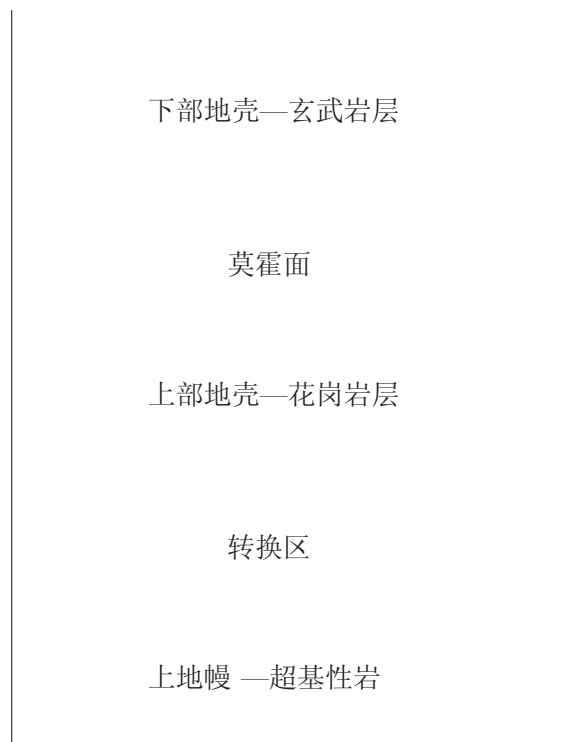 下部地壳—玄武岩层
莫霍面
上部地壳—花岗岩层
转换区
上地幔 —超基性岩